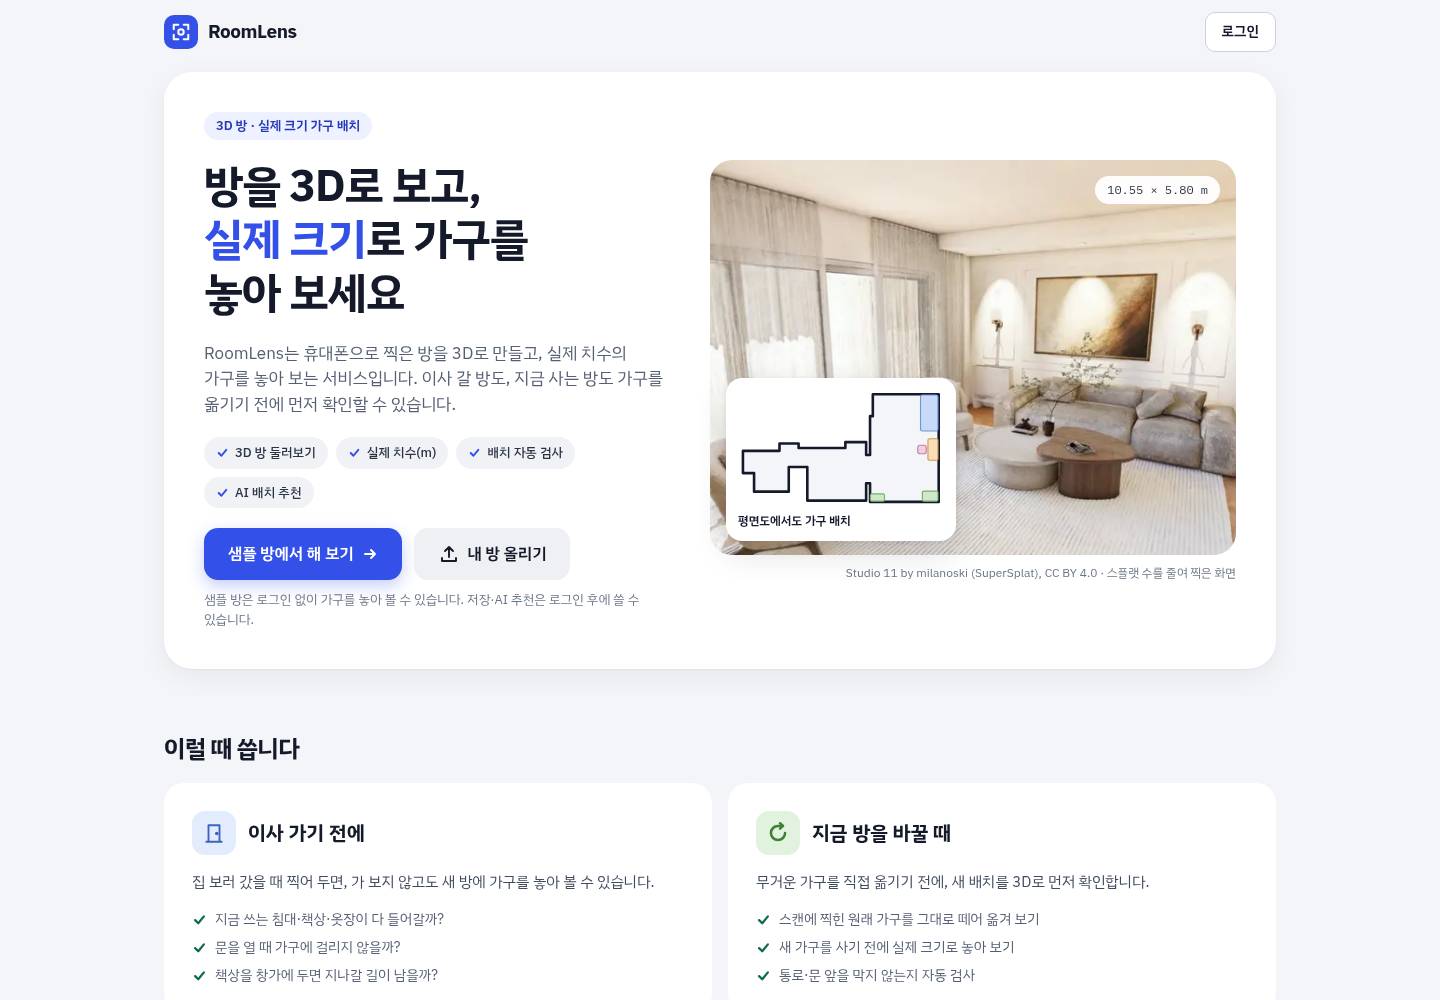 RoomLens
로그인
3D 방 · 실제 크기 가구 배치
방을 3D로 보고,
실제 크기로 가구를
놓아 보세요
RoomLens는 휴대폰으로 찍은 방을 3D로 만들고, 실제 치수의
가구를 놓아 보는 서비스입니다. 이사 갈 방도, 지금 사는 방도 가구를
옮기기 전에 먼저 확인할 수 있습니다.
3D 방 둘러보기
실제 치수(m)
배치 자동 검사
AI 배치 추천
샘플 방에서 해 보기
내 방 올리기
샘플 방은 로그인 없이 가구를 놓아 볼 수 있습니다. 저장·AI 추천은 로그인 후에 쓸 수
있습니다.
10.55 × 5.80 m
평면도에서도 가구 배치
Studio 11 by milanoski (SuperSplat), CC BY 4.0 · 스플랫 수를 줄여 찍은 화면
이럴 때 씁니다
이사 가기 전에
집 보러 갔을 때 찍어 두면, 가 보지 않고도 새 방에 가구를 놓아 볼 수 있습니다.
지금 쓰는 침대·책상·옷장이 다 들어갈까?
문을 열 때 가구에 걸리지 않을까?
책상을 창가에 두면 지나갈 길이 남을까?
지금 방을 바꿀 때
무거운 가구를 직접 옮기기 전에, 새 배치를 3D로 먼저 확인합니다.
스캔에 찍힌 원래 가구를 그대로 떼어 옮겨 보기
새 가구를 사기 전에 실제 크기로 놓아 보기
통로·문 앞을 막지 않는지 자동 검사